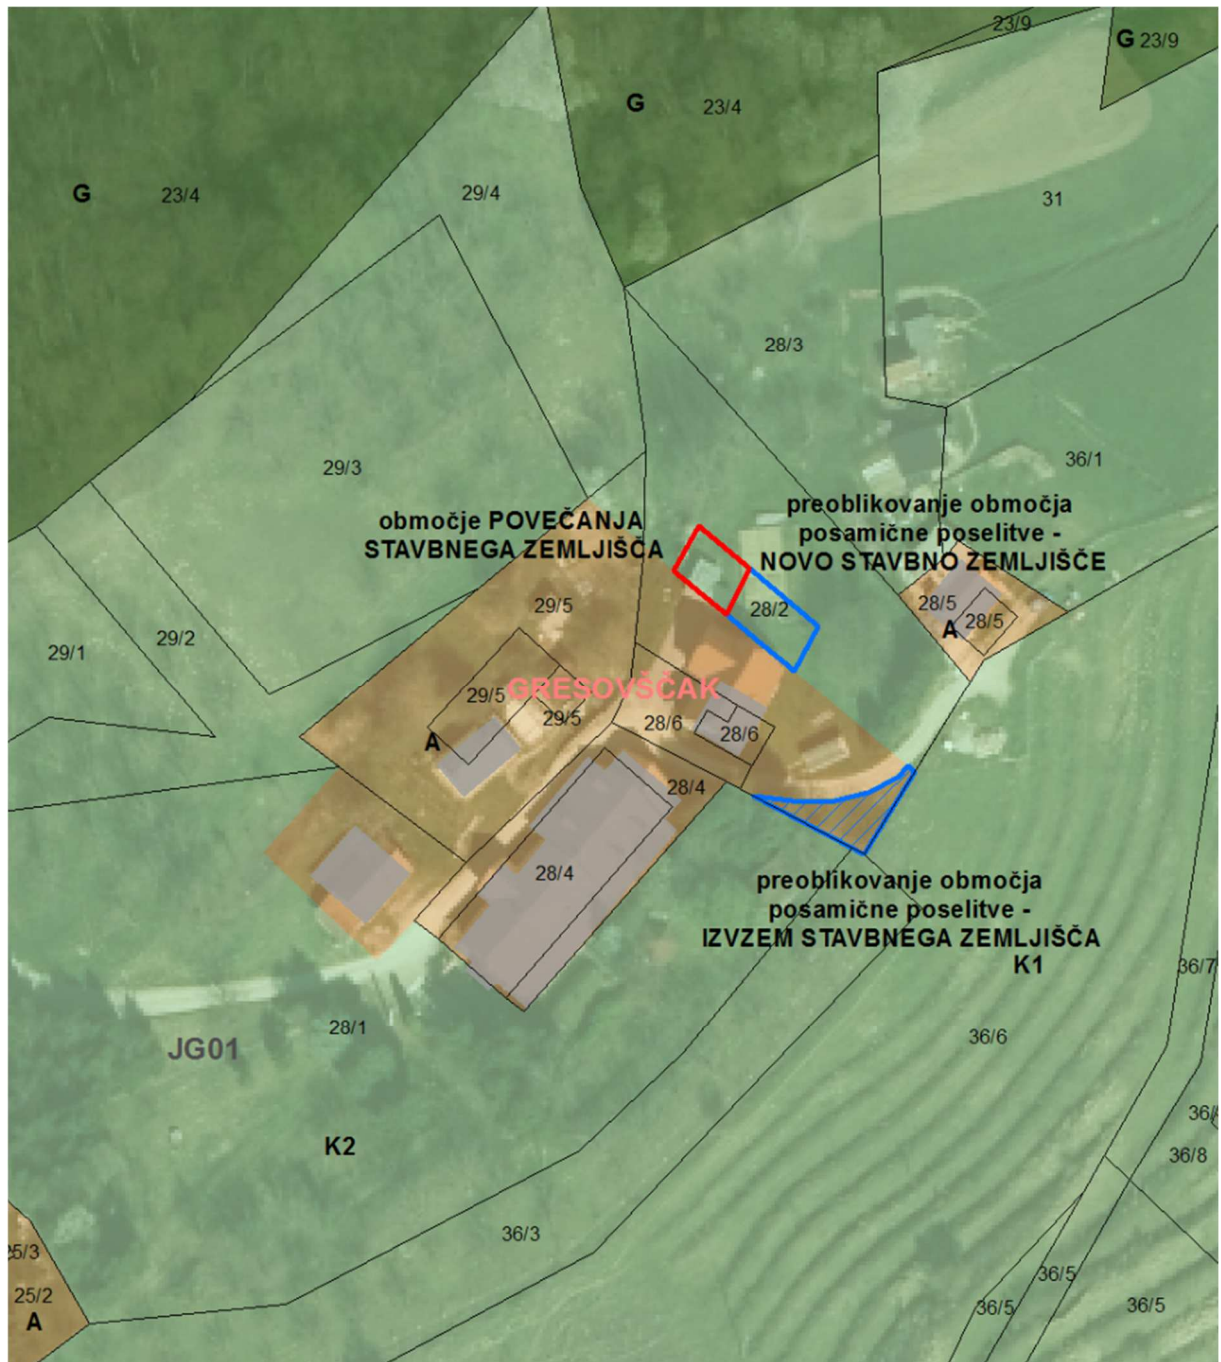 23/9
G 23/9
G
23/4
G
23/4
29/4
31
28/3
29/3
36/1
preoblikovanje območja
posamične poselitve -
NOVO STAVBNO ZEMLJIŠČE
območje POVEČANJA
STAVBNEGA ZEMLJIŠČA
29/5
28/2
28/5
28/5
A
29/2
29/1
GRESOVŠČAK
29/5
29/5
28/6
28/6
A
28/4
28/4
preoblikovanje območja
posamične poselitve -
IZVZEM STAVBNEGA ZEMLJIŠČA
K1
36/7
28/1
36/6
JG01
K2
36/
36/8
36/3
25/3
25/2
A
36/5
36/5
36/5